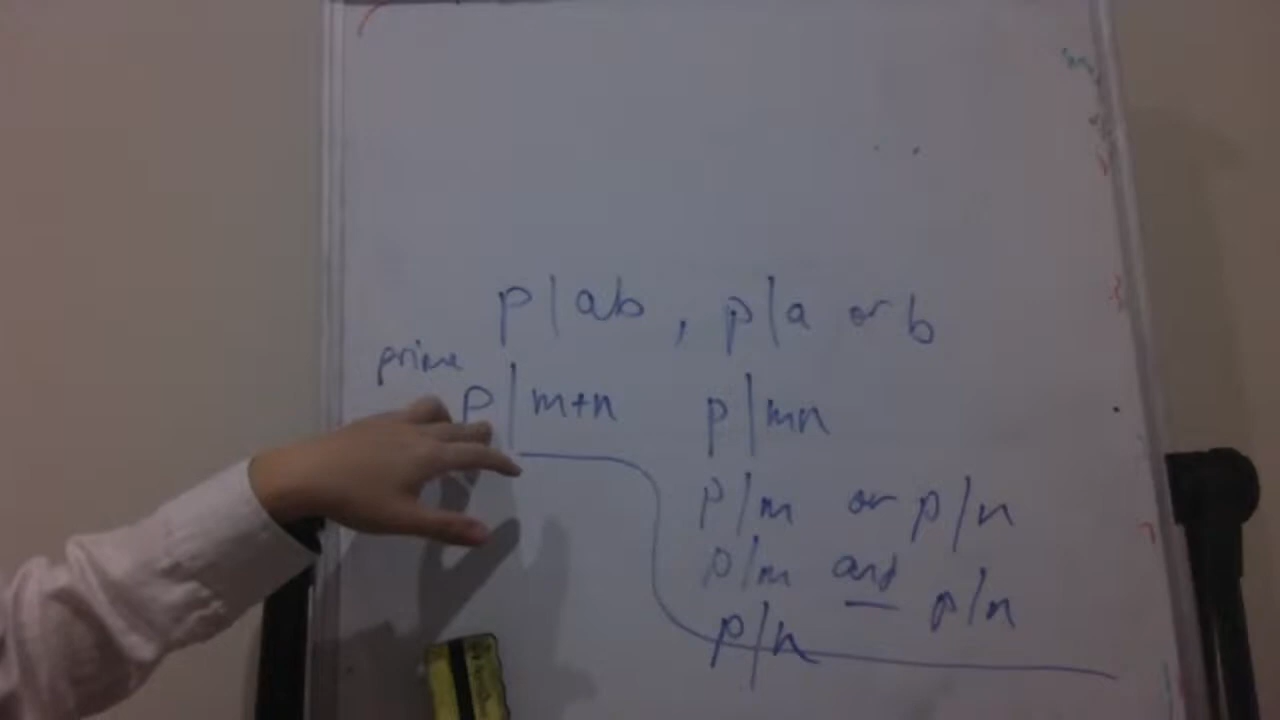 p|ab, p|a or b
prime
p|m+n p|mn
p|m or p|n
p|m and p|n
p|n